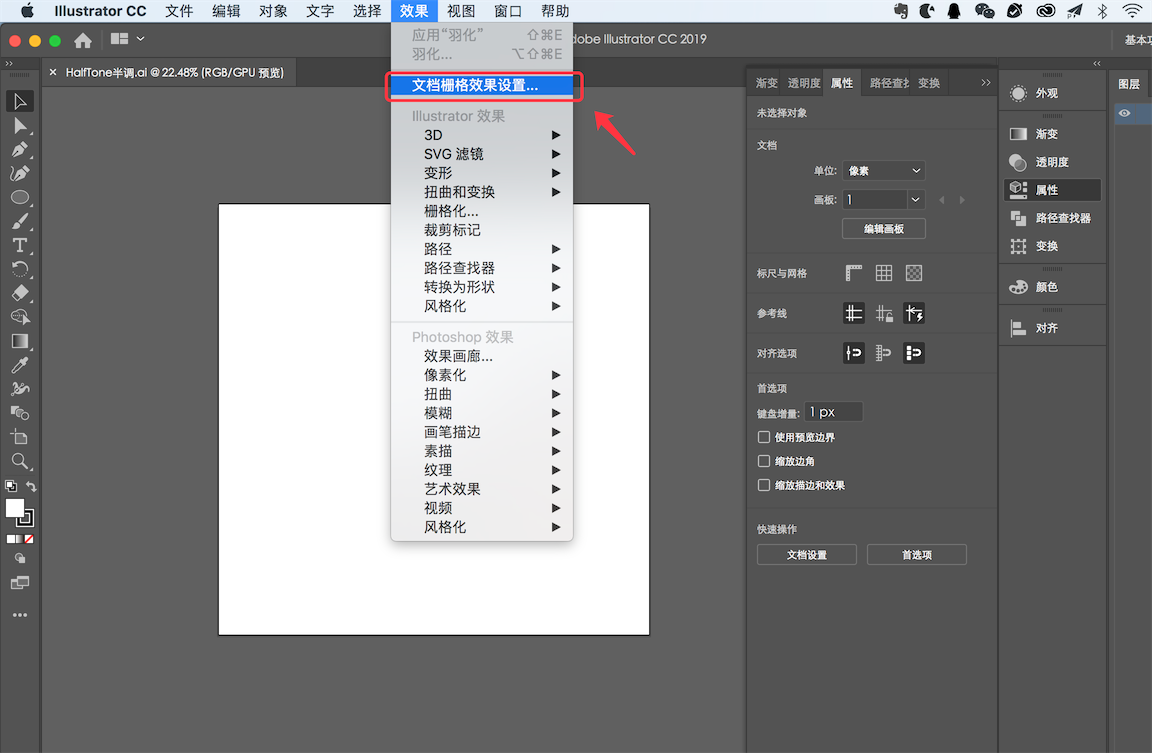 Illustrator CC 文件 编辑 对象 文字 选择 效果 视图 窗口 帮助
dobe Illustrator CC 2019
基本功
× HalfTone半调.ai @ 22.48% (RGB/GPU 预览)
应用“羽化” ⇧⌘E
羽化... ⌥⇧⌘E
文档栅格效果设置...
Illustrator 效果
3D
SVG 滤镜
变形
扭曲和变换
栅格化...
裁剪标记
路径
路径查找器
转换为形状
风格化
Photoshop 效果
效果画廊...
像素化
扭曲
模糊
画笔描边
素描
纹理
艺术效果
视频
风格化
渐变 透明度 属性 路径查找 变换
未选择对象
文档
单位: 像素
画板: 1
编辑画板
标尺与网格
参考线
对齐选项
首选项
键盘增量: 1 px
使用预览边界
缩放边角
缩放描边和效果
快速操作
文档设置 首选项
外观
渐变
透明度
属性
路径查找器
变换
颜色
对齐
图层